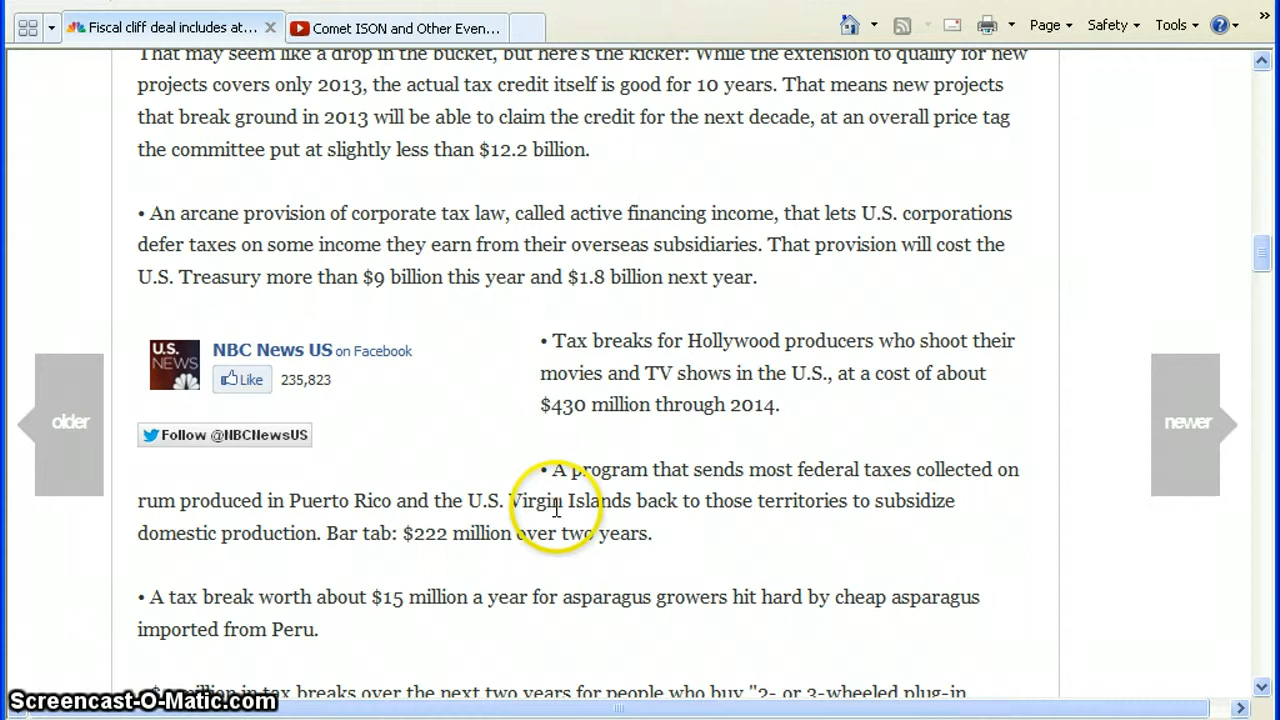 Fiscal cliff deal includes at...
Comet ISON and Other Even...
Page
Safety
Tools
That may seem like a drop in the bucket, but here's the kicker: While the extension to qualify for new
projects covers only 2013, the actual tax credit itself is good for 10 years. That means new projects
that break ground in 2013 will be able to claim the credit for the next decade, at an overall price tag
the committee put at slightly less than $12.2 billion.
• An arcane provision of corporate tax law, called active financing income, that lets U.S. corporations
defer taxes on some income they earn from their overseas subsidiaries. That provision will cost the
U.S. Treasury more than $9 billion this year and $1.8 billion next year.
U.S. NEWS
NBC News US on Facebook
Like 235,823
Follow @NBCNewsUS
• Tax breaks for Hollywood producers who shoot their
movies and TV shows in the U.S., at a cost of about
$430 million through 2014.
older
newer
• A program that sends most federal taxes collected on
rum produced in Puerto Rico and the U.S. Virgin Islands back to those territories to subsidize
domestic production. Bar tab: $222 million over two years.
• A tax break worth about $15 million a year for asparagus growers hit hard by cheap asparagus
imported from Peru.
million in tax breaks over the next two years for people who buy "2- or 3-wheeled plug-in
Screencast-O-Matic.com